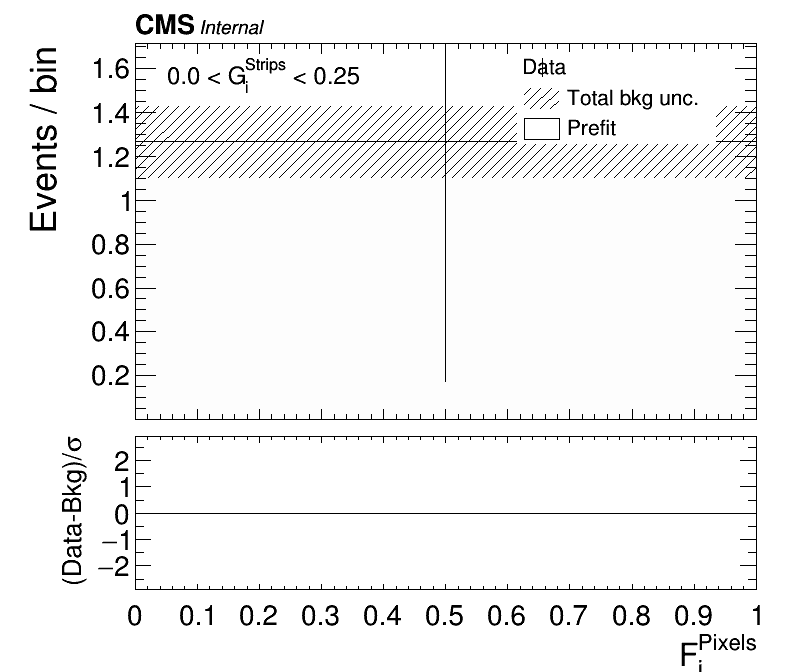 CMS Internal
Events / bin
0.0 < G_i^Strips < 0.25
Data
Total bkg unc.
Prefit
1.6
1.4
1.2
1
0.8
0.6
0.4
0.2
(Data-Bkg)/σ
2
1
0
−1
−2
0 0.1 0.2 0.3 0.4 0.5 0.6 0.7 0.8 0.9 1
F_i^Pixels